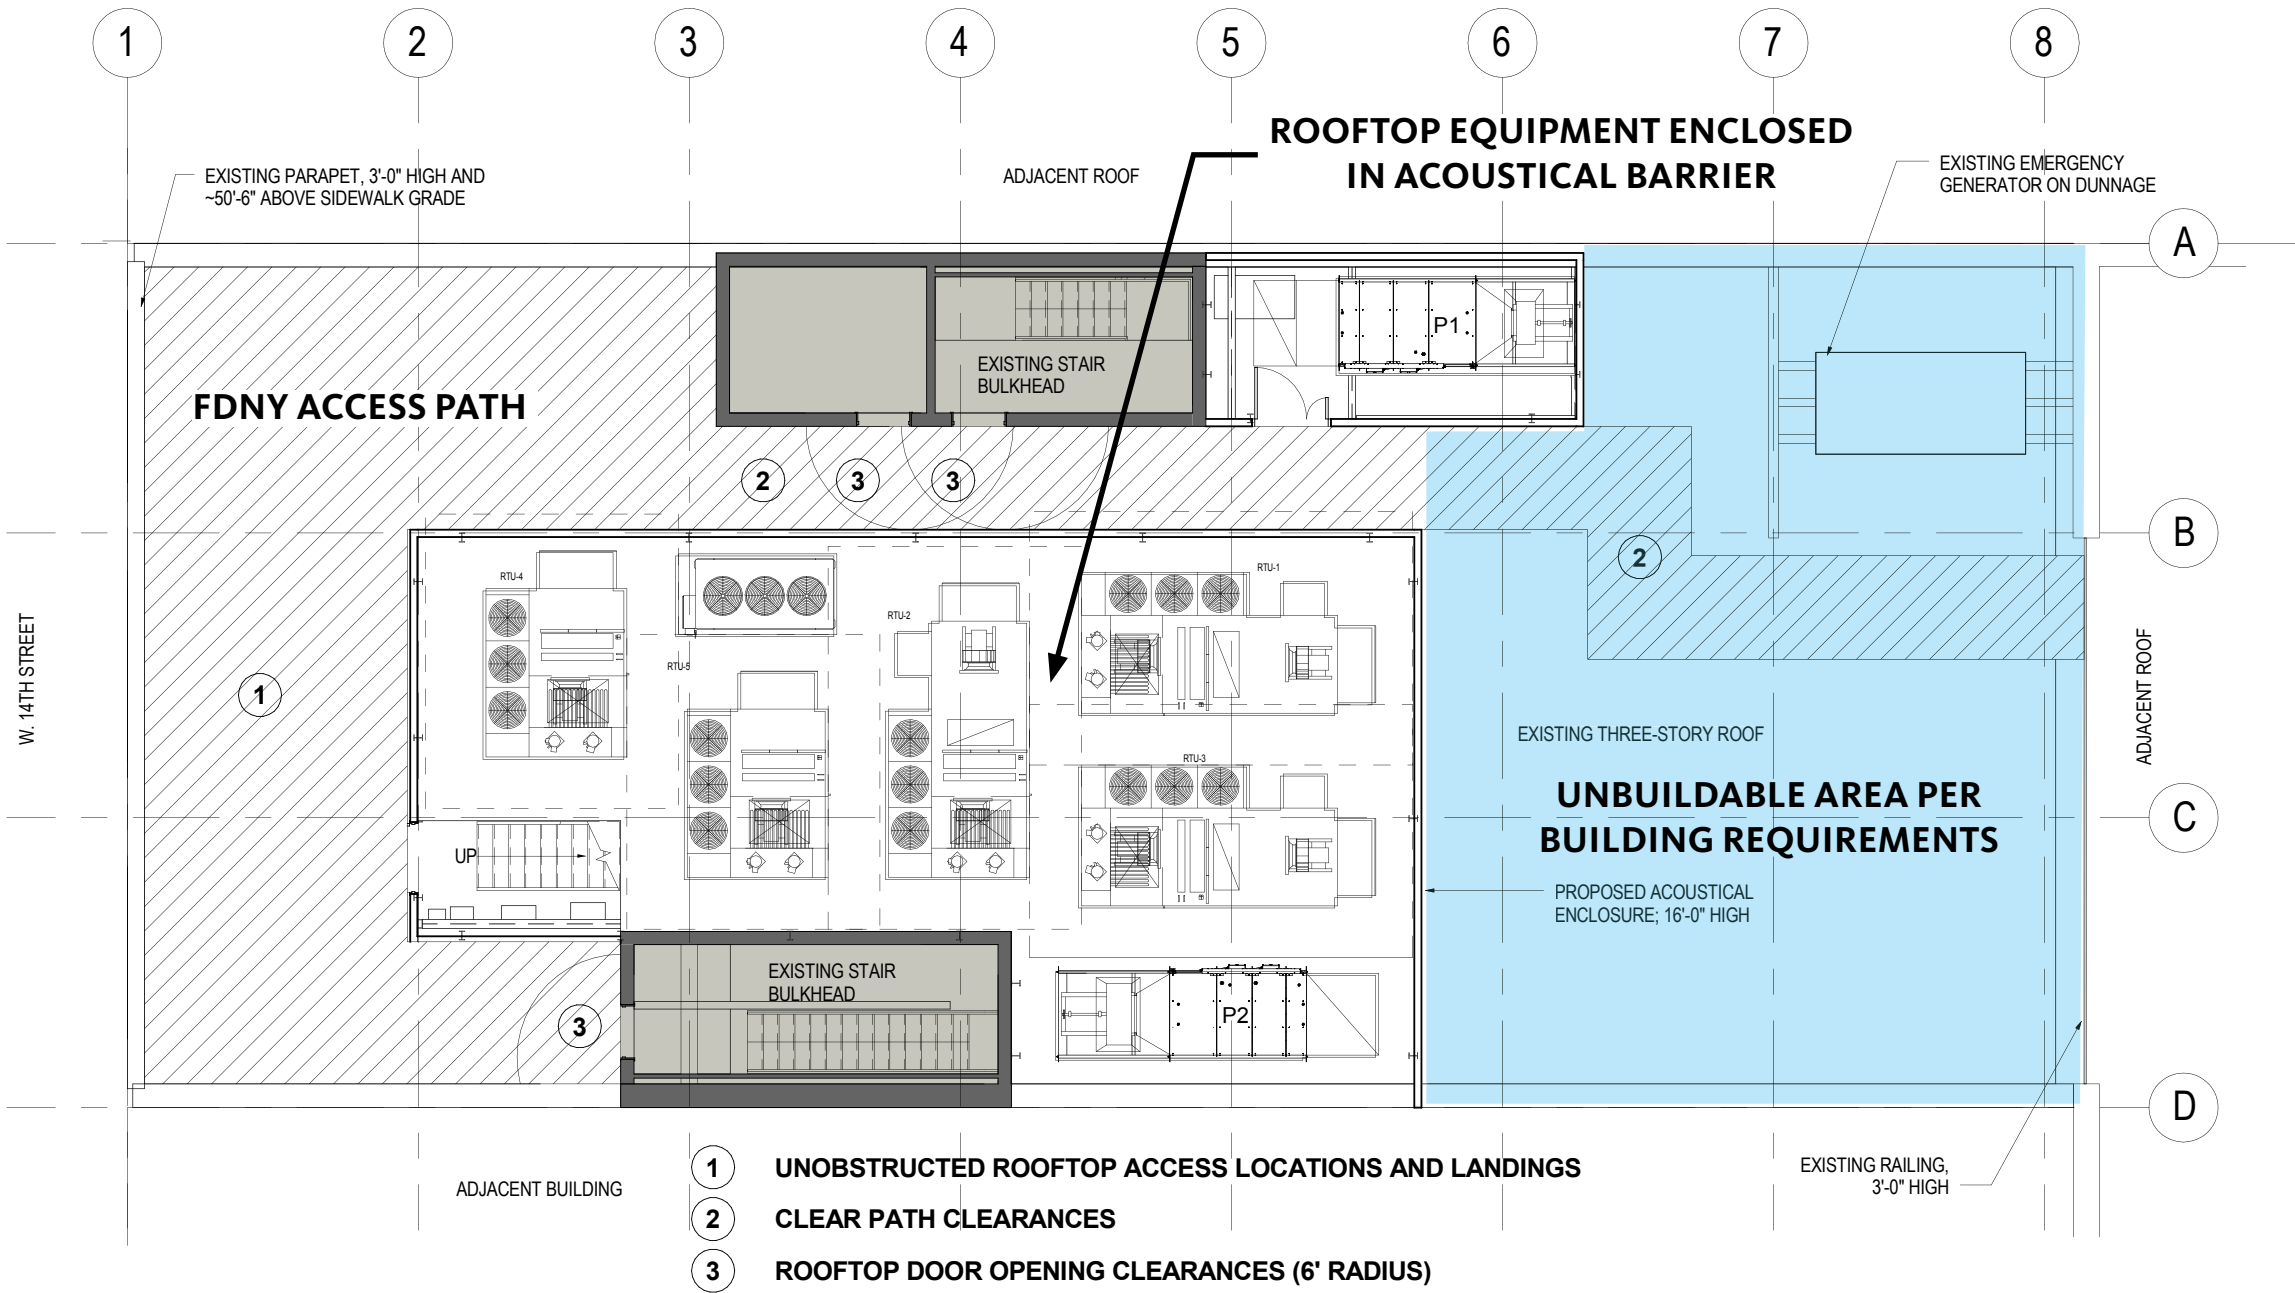 1
2
3
4
5
6
7
8
ROOFTOP EQUIPMENT ENCLOSED
IN ACOUSTICAL BARRIER
EXISTING PARAPET, 3'-0" HIGH AND
~50'-6" ABOVE SIDEWALK GRADE
ADJACENT ROOF
EXISTING EMERGENCY
GENERATOR ON DUNNAGE
A
P1
EXISTING STAIR
BULKHEAD
FDNY ACCESS PATH
2
3
3
B
2
RTU-4
RTU-1
RTU-2
RTU-5
W. 14TH STREET
1
ADJACENT ROOF
EXISTING THREE-STORY ROOF
RTU-3
UNBUILDABLE AREA PER
BUILDING REQUIREMENTS
C
UP
PROPOSED ACOUSTICAL
ENCLOSURE; 16'-0" HIGH
EXISTING STAIR
BULKHEAD
3
P2
D
1 UNOBSTRUCTED ROOFTOP ACCESS LOCATIONS AND LANDINGS
ADJACENT BUILDING
EXISTING RAILING,
3'-0" HIGH
2 CLEAR PATH CLEARANCES
3 ROOFTOP DOOR OPENING CLEARANCES (6' RADIUS)